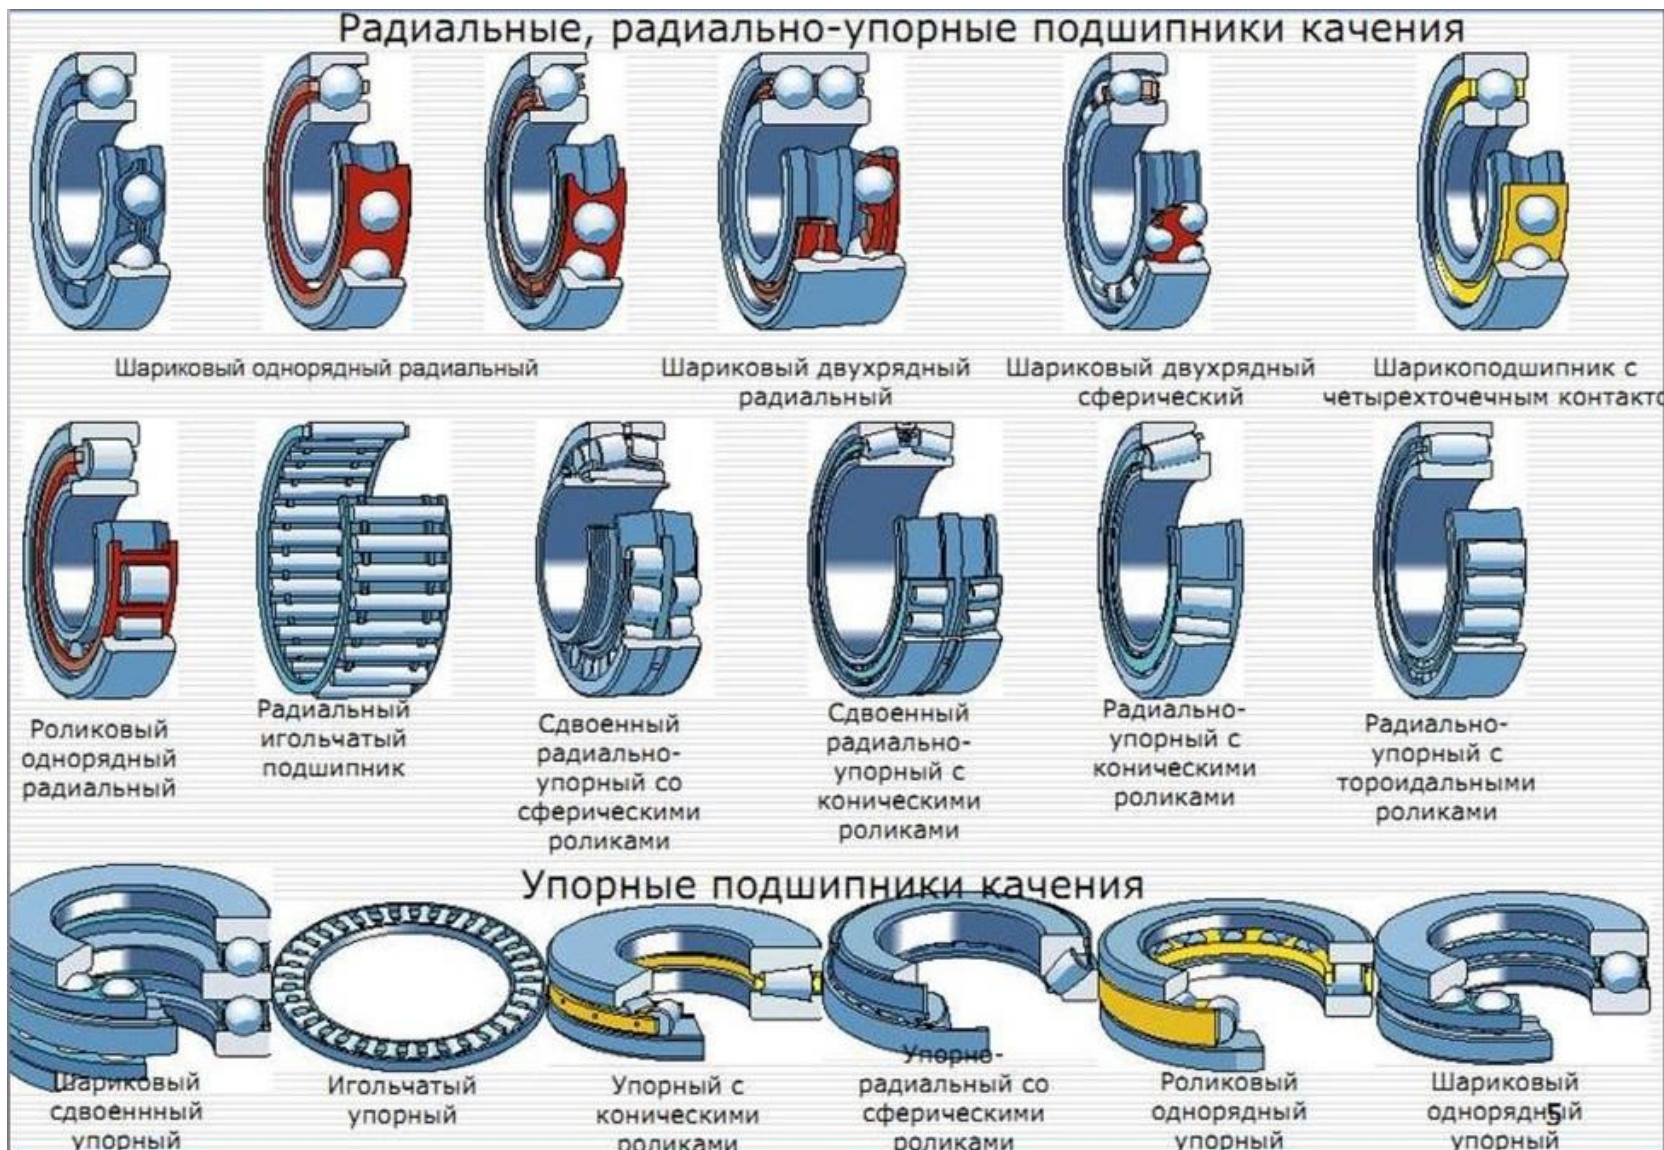 Радиальные, радиально-упорные подшипники качения
Шариковый однорядный радиальный
Шариковый двухрядный
радиальный
Шариковый двухрядный
сферический
Шарикоподшипник с
четырехточечным контакто
Роликовый
однорядный
радиальный
Радиальный
игольчатый
подшипник
Сдвоенный
радиально-
упорный со
сферическими
роликами
Сдвоенный
радиально-
упорный с
коническими
роликами
Радиально-
упорный с
коническими
роликами
Радиально-
упорный с
тороидальными
роликами
Упорные подшипники качения
Шариковый
сдвоеннный
упорный
Игольчатый
упорный
Упорный с
коническими
роликами
Упорно-
радиальный со
сферическими
роликами
Роликовый
однорядный
упорный
Шариковый
однорядный
упорный
5